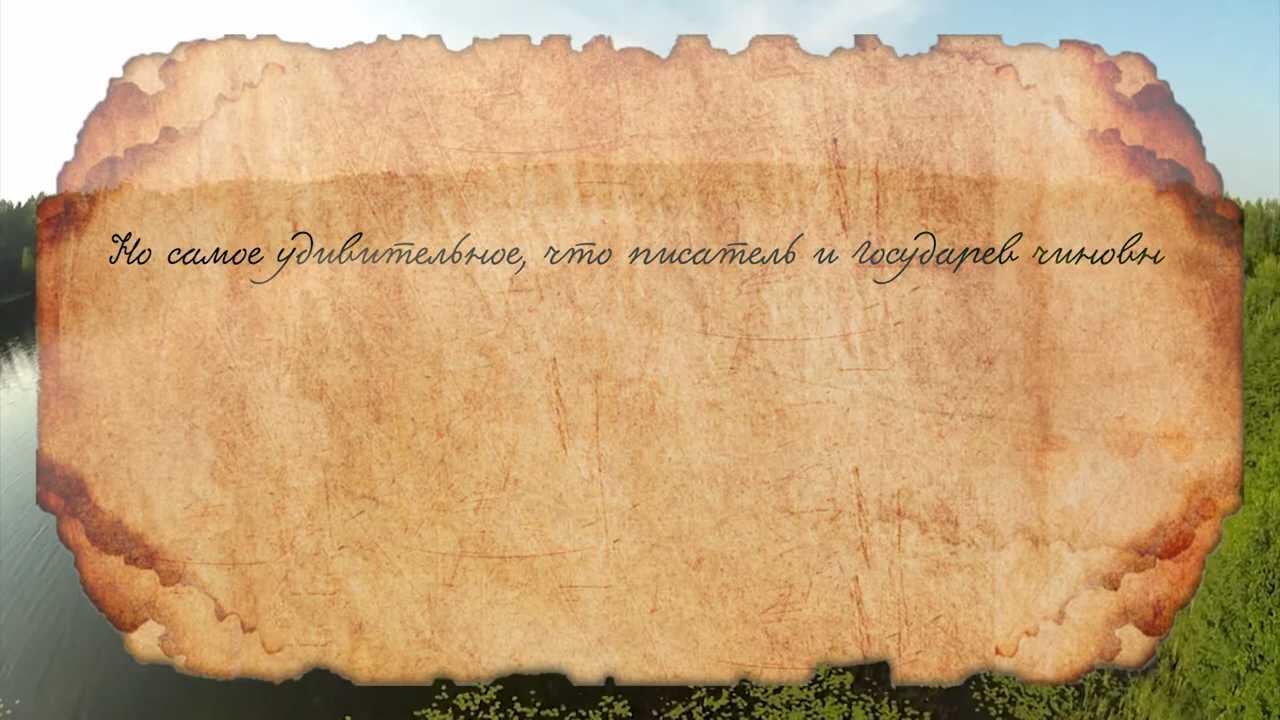 Но самое удивительное, что писатель и государев чиновн